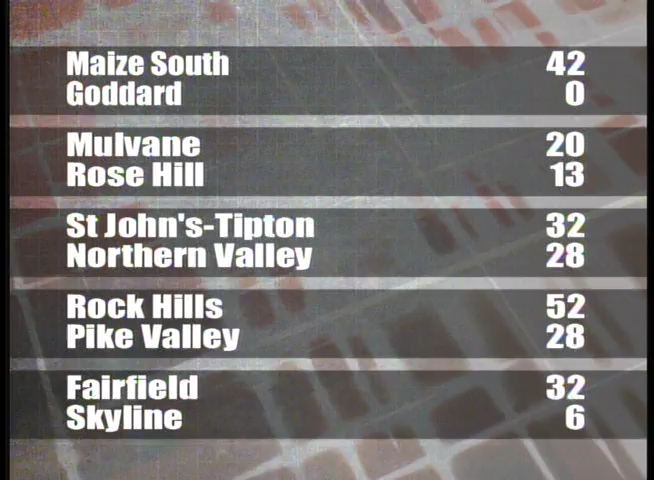 Maize South 42
Goddard 0
Mulvane 20
Rose Hill 13
St John's-Tipton 32
Northern Valley 28
Rock Hills 52
Pike Valley 28
Fairfield 32
Skyline 6